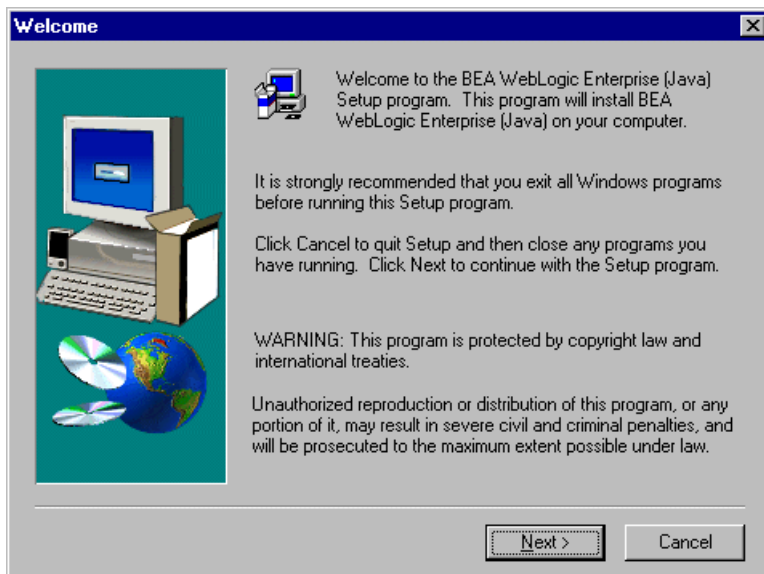 Welcome
Welcome to the BEA WebLogic Enterprise (Java)
Setup program.  This program will install BEA
WebLogic Enterprise (Java) on your computer.
It is strongly recommended that you exit all Windows programs
before running this Setup program.
Click Cancel to quit Setup and then close any programs you
have running.  Click Next to continue with the Setup program.
WARNING: This program is protected by copyright law and
international treaties.
Unauthorized reproduction or distribution of this program, or any
portion of it, may result in severe civil and criminal penalties, and
will be prosecuted to the maximum extent possible under law.
Next >
Cancel